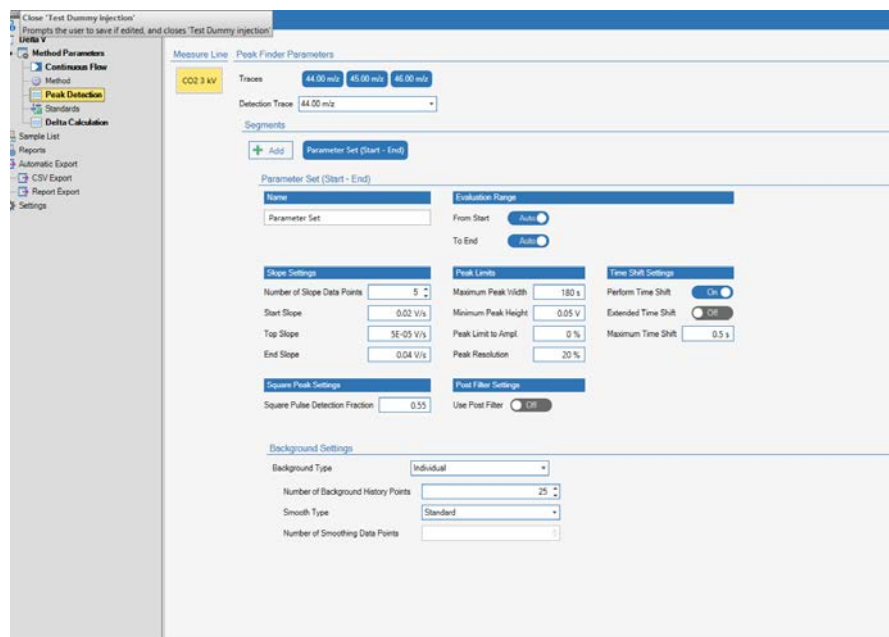 Close 'Test Dummy injection'
Prompts the user to save if edited, and closes 'Test Dummy injection'
Delta V
Method Parameters
Continuous Flow
Method
Peak Detection
Standards
Delta Calculation
Sample List
Reports
Automatic Export
CSV Export
Report Export
Settings
Measure Line
CO2 3 kV
Peak Finder Parameters
Traces
44.00 m/z
45.00 m/z
46.00 m/z
Detection Trace 44.00 m/z
Segments
Add
Parameter Set (Start - End)
Parameter Set (Start - End)
Name
Parameter Set
Evaluation Range
From Start Auto
To End Auto
Slope Settings
Number of Slope Data Points 5
Start Slope 0.02 V/s
Top Slope 5E-05 V/s
End Slope 0.04 V/s
Peak Limits
Maximum Peak Width 180 s
Minimum Peak Height 0.05 V
Peak Limit to Ampl. 0 %
Peak Resolution 20 %
Time Shift Settings
Perform Time Shift On
Extended Time Shift Off
Maximum Time Shift 0.5 s
Square Peak Settings
Square Pulse Detection Fraction 0.55
Post Filter Settings
Use Post Filter Off
Background Settings
Background Type Individual
Number of Background History Points 25
Smooth Type Standard
Number of Smoothing Data Points